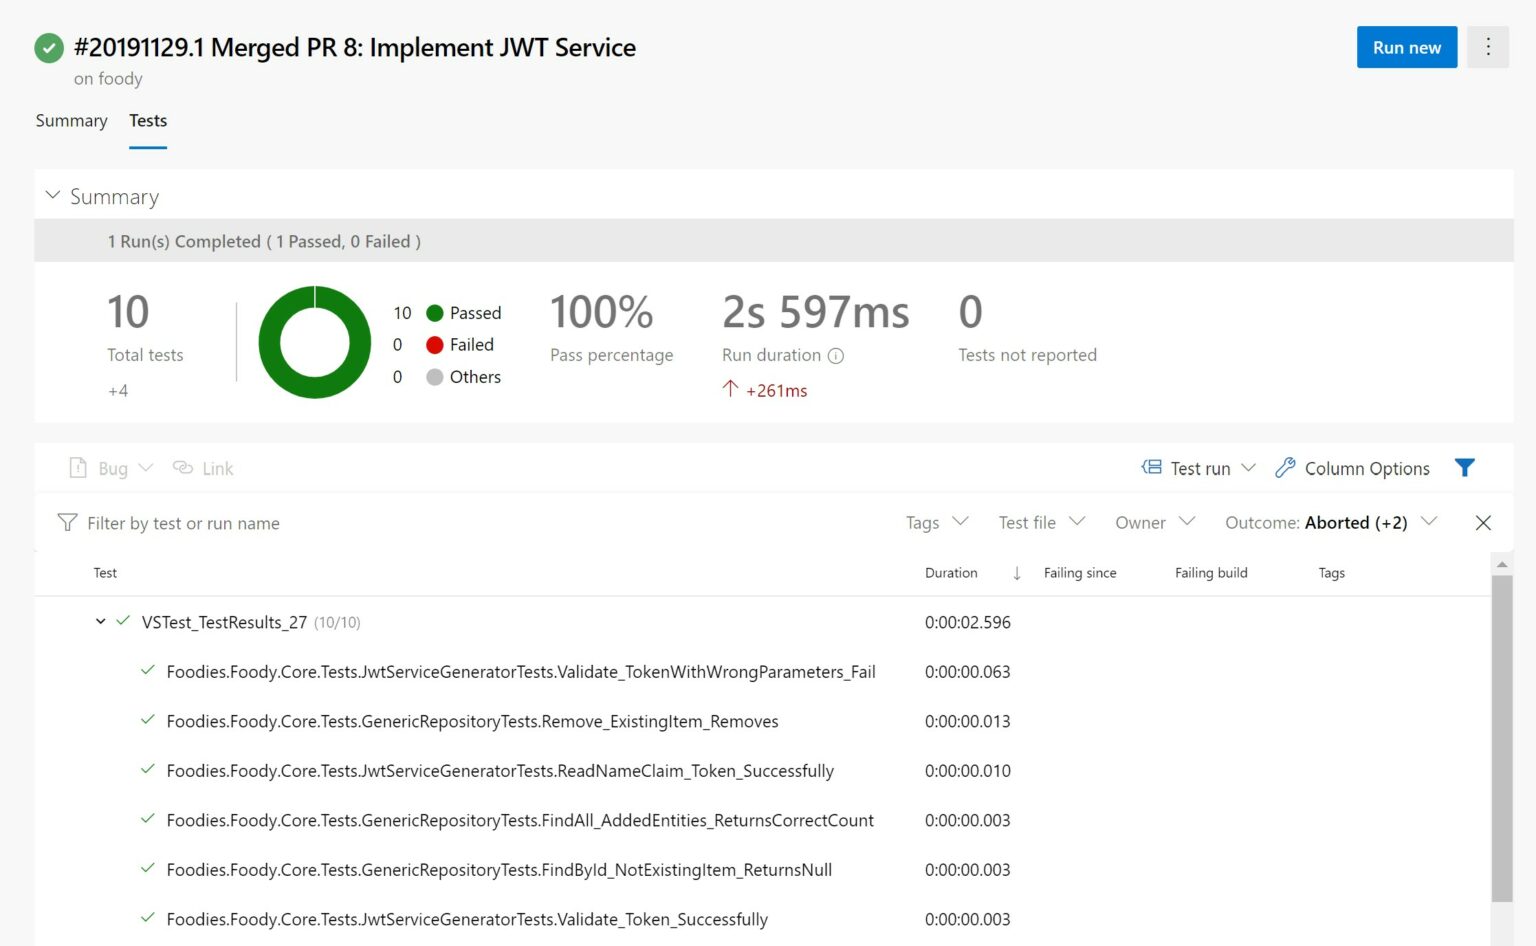 #20191129.1 Merged PR 8: Implement JWT Service
on foody
Run new
Summary Tests
Summary
1 Run(s) Completed ( 1 Passed, 0 Failed )
10
Total tests
+4
10 Passed
0 Failed
0 Others
100%
Pass percentage
2s 597ms
Run duration
+261ms
0
Tests not reported
Bug Link Test run Column Options
Filter by test or run name Tags Test file Owner Outcome: Aborted (+2)
Test Duration Failing since Failing build Tags
VSTest_TestResults_27 (10/10) 0:00:02.596
Foodies.Foody.Core.Tests.JwtServiceGeneratorTests.Validate_TokenWithWrongParameters_Fail 0:00:00.063
Foodies.Foody.Core.Tests.GenericRepositoryTests.Remove_ExistingItem_Removes 0:00:00.013
Foodies.Foody.Core.Tests.JwtServiceGeneratorTests.ReadNameClaim_Token_Successfully 0:00:00.010
Foodies.Foody.Core.Tests.GenericRepositoryTests.FindAll_AddedEntities_ReturnsCorrectCount 0:00:00.003
Foodies.Foody.Core.Tests.GenericRepositoryTests.FindById_NotExistingItem_ReturnsNull 0:00:00.003
Foodies.Foody.Core.Tests.JwtServiceGeneratorTests.Validate_Token_Successfully 0:00:00.003